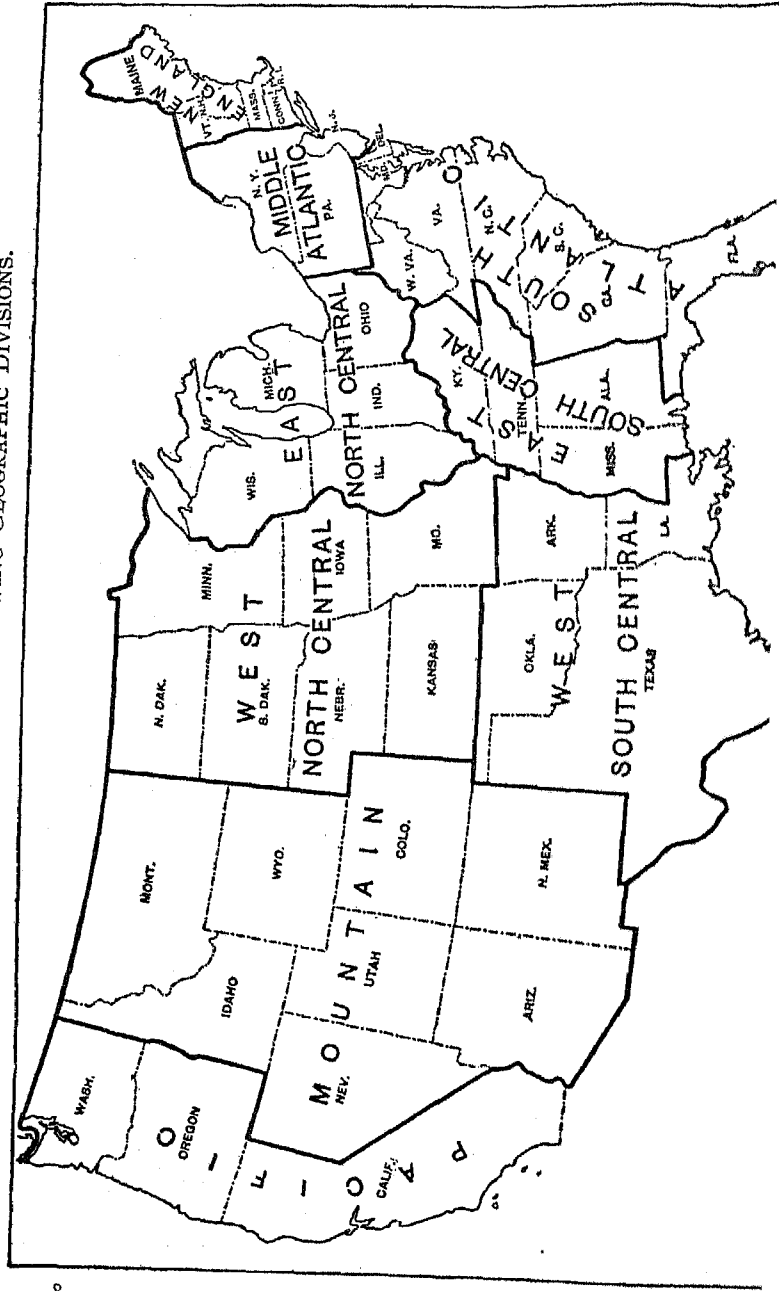 GEOGRAPHIC DIVISIONS.
WASH.
OREGON
CALIF.
PACIFIC
MONT.
IDAHO
WYO.
NEV.
UTAH
COLO.
ARIZ.
N. MEX.
MOUNTAIN
N. DAK.
S. DAK.
NEBR.
KANSAS
MINN.
IOWA
MO.
WEST
NORTH CENTRAL
OKLA.
TEXAS
ARK.
LA.
WEST
SOUTH CENTRAL
WIS.
MICH.
ILL.
IND.
OHIO
EAST
NORTH CENTRAL
KY.
TENN.
MISS.
ALA.
EAST
SOUTH CENTRAL
N. Y.
PA.
N. J.
MIDDLE
ATLANTIC
MAINE
VT.
N.H.
MASS.
CONN.
R.I.
NEW
ENGLAND
DEL.
MD.
W. VA.
VA.
N.C.
S. C.
GA.
FLA.
SOUTH
ATLANTI